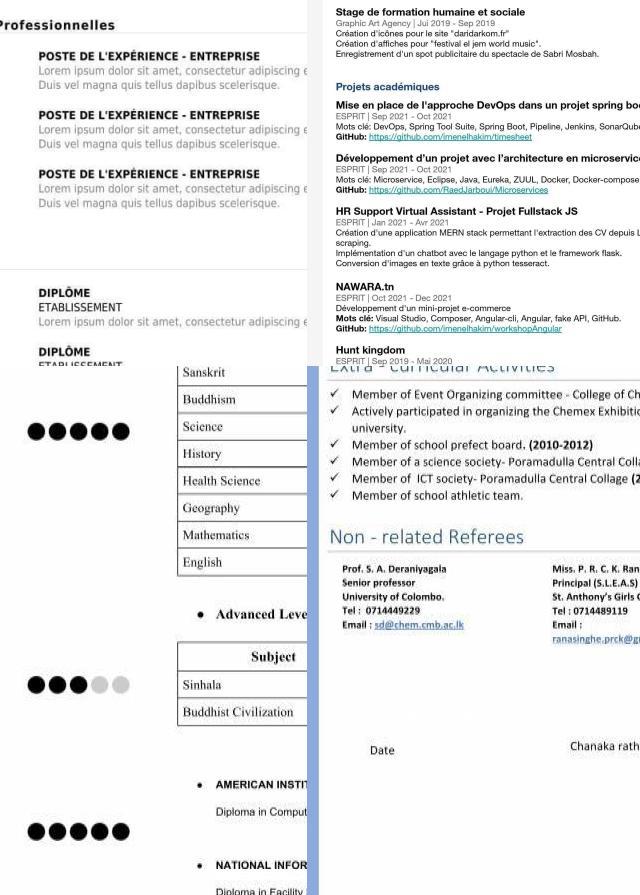 Professionnelles
POSTE DE L'EXPÉRIENCE - ENTREPRISE
Lorem ipsum dolor sit amet, consectetur adipiscing
Duis vel magna quis tellus dapibus scelerisque.
POSTE DE L'EXPÉRIENCE - ENTREPRISE
Lorem ipsum dolor sit amet, consectetur adipiscing
Duis vel magna quis tellus dapibus scelerisque.
POSTE DE L'EXPÉRIENCE - ENTREPRISE
Lorem ipsum dolor sit amet, consectetur adipiscing
Duis vel magna quis tellus dapibus scelerisque.
DIPLÔME
ETABLISSEMENT
Lorem ipsum dolor sit amet, consectetur adipiscing
DIPLÔME
ETABLISSEMENT
Stage de formation humaine et sociale
Graphic Art Agency | Jui 2019 - Sep 2019
Création d'icônes pour le site "daridarkom.fr"
Création d'affiches pour "festival el jem world music".
Enregistrement d'un spot publicitaire du spectacle de Sabri Mosbah.
Projets académiques
Mise en place de l'approche DevOps dans un projet spring
ESPRIT | Sep 2021 - Oct 2021
Mots clé: DevOps, Spring Tool Suite, Spring Boot, Pipeline, Jenkins,
GitHub: https://github.com/imenelhakim/timesheet
Développement d'un projet avec l'architecture en
ESPRIT | Sep 2021 - Oct 2021
Mots clé: Microservice, Eclipse, Java, Eureka, ZUUL, Docker, Docker-compose
GitHub: https://github.com/RaedJarboui/Microservices
HR Support Virtual Assistant - Projet Fullstack JS
ESPRIT | Jan 2021 - Avr 2021
Création d'une application MERN stack permettant l'extraction des CV depuis
scraping.
Implémentation d'un chatbot avec le langage python et le framework flask.
Conversion d'images en texte grâce à python tesseract.
NAWARA.tn
ESPRIT | Oct 2021 - Dec 2021
Développement d'un mini-projet e-commerce
Mots clé: Visual Studio, Composer, Angular-cli, Angular, fake API, GitHub.
GitHub: https://github.com/imenelhakim/workshopAngular
Hunt kingdom
ESPRIT | Sep 2019 - Mai 2020
Sanskrit
Buddhism
Science
History
Health Science
Geography
Mathematics
English
• Advanced Leve
Subject
Sinhala
Buddhist Civilization
• AMERICAN INSTI
Diploma in Comput
• NATIONAL INFOR
Diploma in Facility
Extra - curricular Activities
✓ Member of Event Organizing committee - College of Ch
✓ Actively participated in organizing the Chemex Exhibitio
university.
✓ Member of school prefect board. (2010-2012)
✓ Member of a science society- Poramadulla Central Colla
✓ Member of ICT society- Poramadulla Central Collage (2
✓ Member of school athletic team.
Non - related Referees
Prof. S. A. Deraniyagala
Senior professor
University of Colombo.
Tel : 0714449229
Email : sd@chem.cmb.ac.lk
Miss. P. R. C. K. Ran
Principal (S.L.E.A.S)
St. Anthony's Girls
Tel : 0714489119
Email :
ranasinghe.prck@g
Date
Chanaka rath